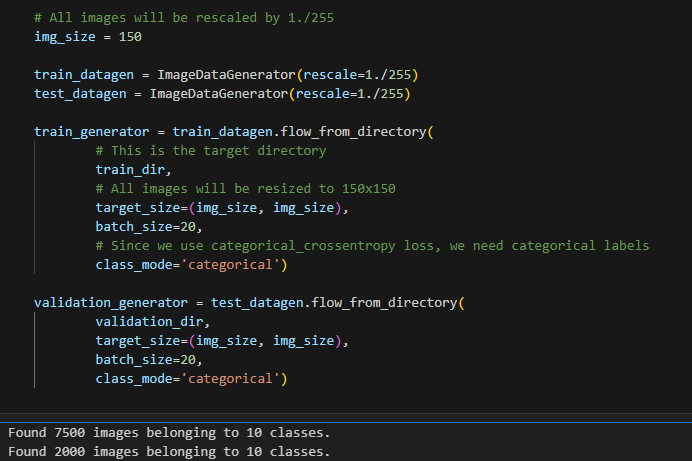 # All images will be rescaled by 1./255
img_size = 150
train_datagen = ImageDataGenerator(rescale=1./255)
test_datagen = ImageDataGenerator(rescale=1./255)
train_generator = train_datagen.flow_from_directory(
# This is the target directory
train_dir,
# All images will be resized to 150x150
target_size=(img_size, img_size),
batch_size=20,
# Since we use categorical_crossentropy loss, we need categorical labels
class_mode='categorical')
validation_generator = test_datagen.flow_from_directory(
validation_dir,
target_size=(img_size, img_size),
batch_size=20,
class_mode='categorical')
Found 7500 images belonging to 10 classes.
Found 2000 images belonging to 10 classes.